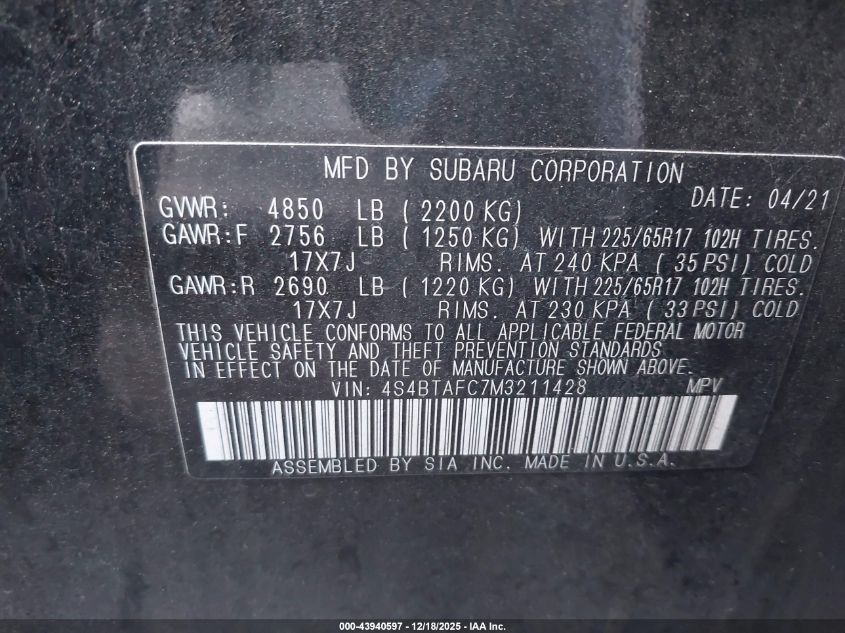 MFD BY SUBARU CORPORATION
DATE: 04/21
GVWR: 4850 LB ( 2200 KG)
GAWR:F 2756 LB ( 1250 KG) WITH 225/65R17 102H TIRES.
17X7J RIMS. AT 240 KPA ( 35 PSI) COLD
GAWR:R 2690 LB ( 1220 KG) WITH 225/65R17 102H TIRES.
17X7J RIMS. AT 230 KPA ( 33 PSI) COLD
THIS VEHICLE CONFORMS TO ALL APPLICABLE FEDERAL MOTOR
VEHICLE SAFETY AND THEFT PREVENTION STANDARDS
IN EFFECT ON THE DATE OF MANUFACTURE SHOWN ABOVE.
VIN: 4S4BTAFC7M3211428 MPV
ASSEMBLED BY SIA INC. MADE IN U.S.A.
000-43940597 - 12/18/2025 - IAA Inc.